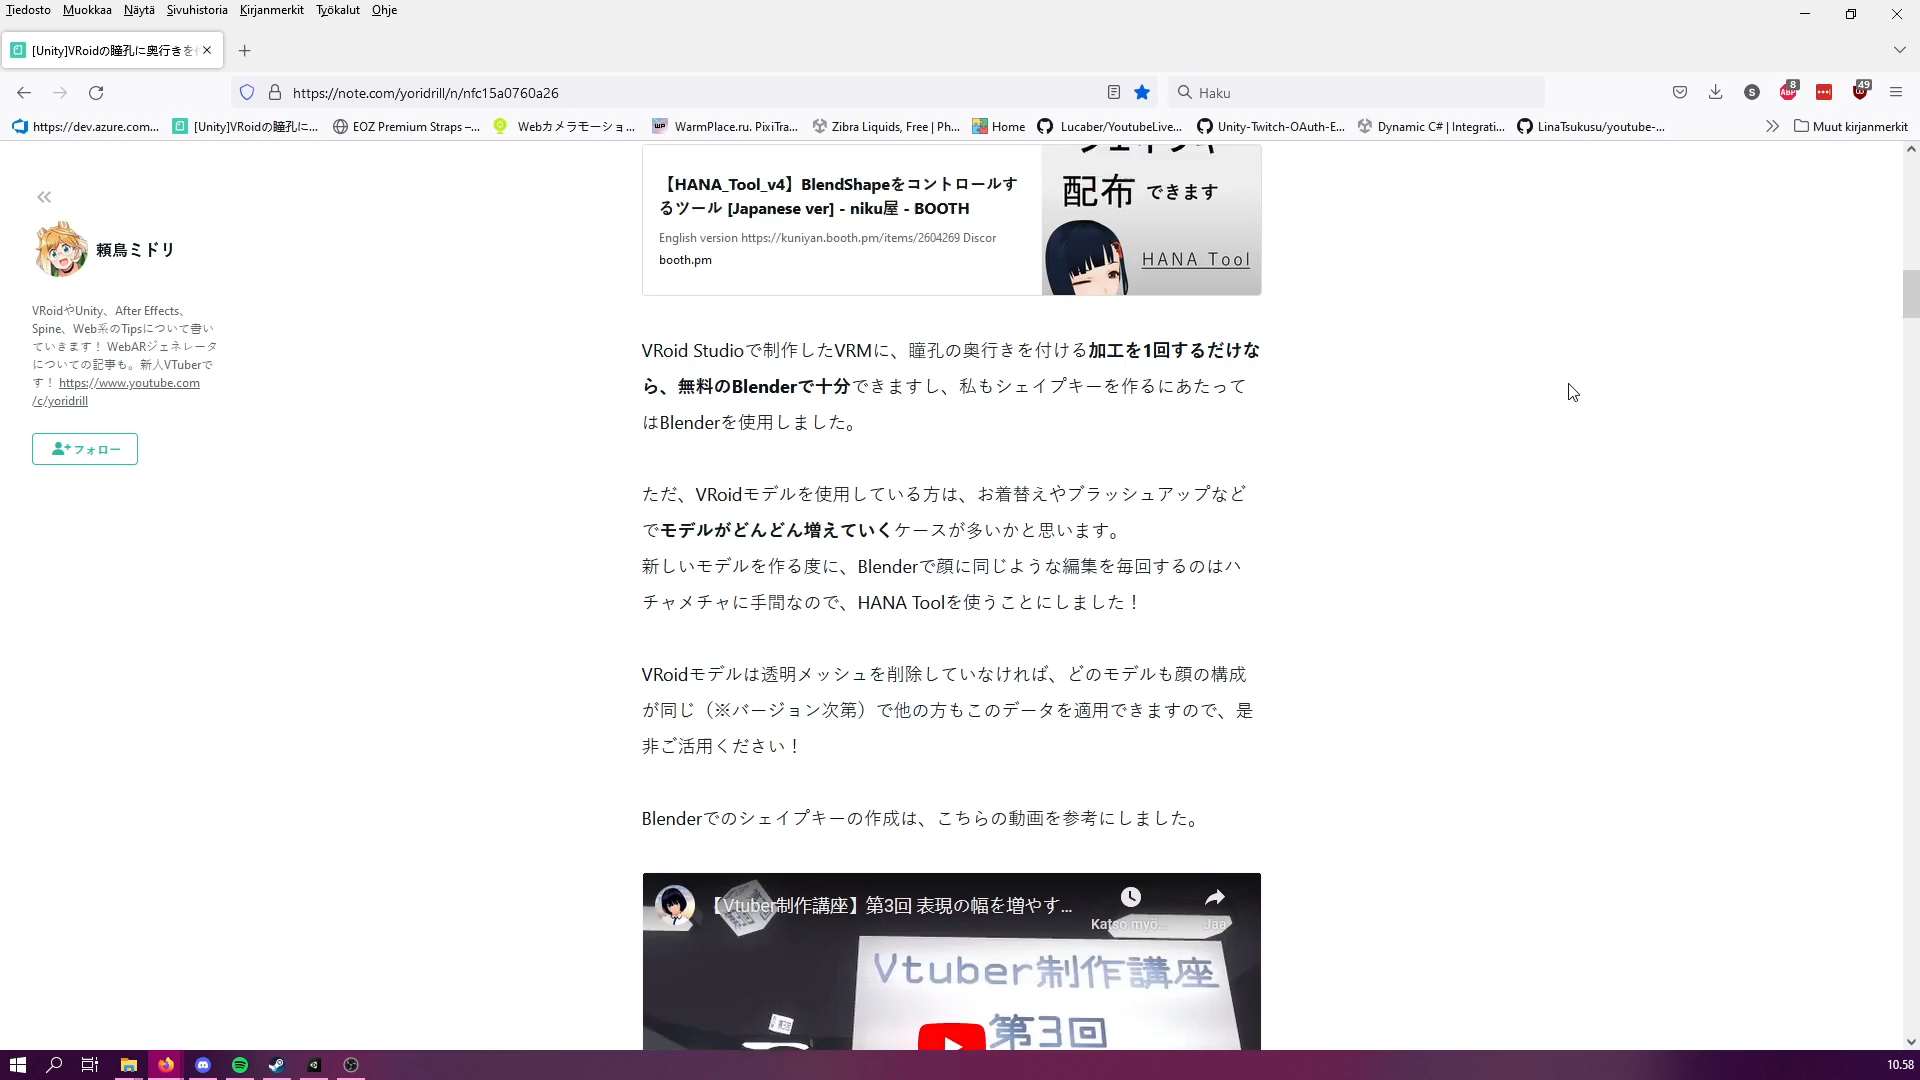 Tiedosto Muokkaa Näytä Sivuhistoria Kirjanmerkit Työkalut Ohje
[Unity]VRoidの瞳孔に奥行きを
https://note.com/yoridrill/n/nfc15a0760a26
Haku
8
49
https://dev.azure.com...
[Unity]VRoidの瞳孔に...
EOZ Premium Straps –...
Webカメラモーショ...
WarmPlace.ru. PixiTra...
Zibra Liquids, Free | Ph...
Home
Lucaber/YoutubeLive...
Unity-Twitch-OAuth-E...
Dynamic C# | Integrati...
LinaTsukusu/youtube-...
Muut kirjanmerkit
頼鳥ミドリ
VRoidやUnity、After Effects、
Spine、Web系のTipsについて書い
ていきます！ WebARジェネレータ
についての記事も。新人VTuberで
す！ https://www.youtube.com
/c/yoridrill
フォロー
【HANA_Tool_v4】BlendShapeをコントロールす
るツール [Japanese ver] - niku屋 - BOOTH
English version https://kuniyan.booth.pm/items/2604269 Discor
booth.pm
シェイプキー
配布できます
HANA Tool
VRoid Studioで制作したVRMに、瞳孔の奥行きを付ける加工を1回するだけな
ら、無料のBlenderで十分できますし、私もシェイプキーを作るにあたって
はBlenderを使用しました。
ただ、VRoidモデルを使用している方は、お着替えやブラッシュアップなど
でモデルがどんどん増えていくケースが多いかと思います。
新しいモデルを作る度に、Blenderで顔に同じような編集を毎回するのはハ
チャメチャに手間なので、HANA Toolを使うことにしました！
VRoidモデルは透明メッシュを削除していなければ、どのモデルも顔の構成
が同じ（※バージョン次第）で他の方もこのデータを適用できますので、是
非ご活用ください！
Blenderでのシェイプキーの作成は、こちらの動画を参考にしました。
【Vtuber制作講座】第3回 表現の幅を増やす...
Katso myö...
Jaa
Vtuber制作講座
第3回
10.58